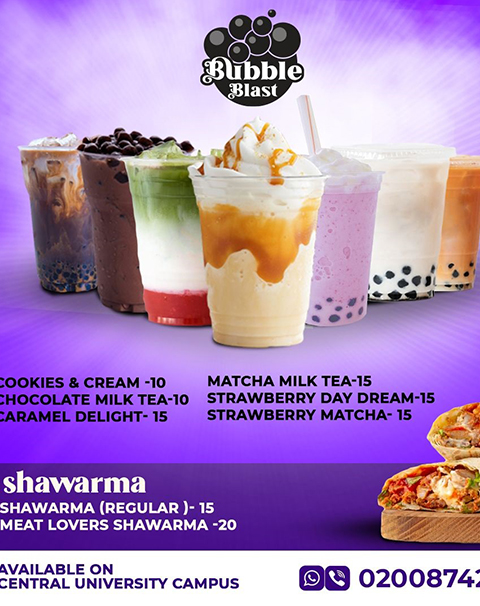 Bubble
Blast
COOKIES & CREAM -10
CHOCOLATE MILK TEA-10
CARAMEL DELIGHT- 15
MATCHA MILK TEA-15
STRAWBERRY DAY DREAM-15
STRAWBERRY MATCHA- 15
shawarma
SHAWARMA (REGULAR )- 15
MEAT LOVERS SHAWARMA -20
AVAILABLE ON
CENTRAL UNIVERSITY CAMPUS
02008742